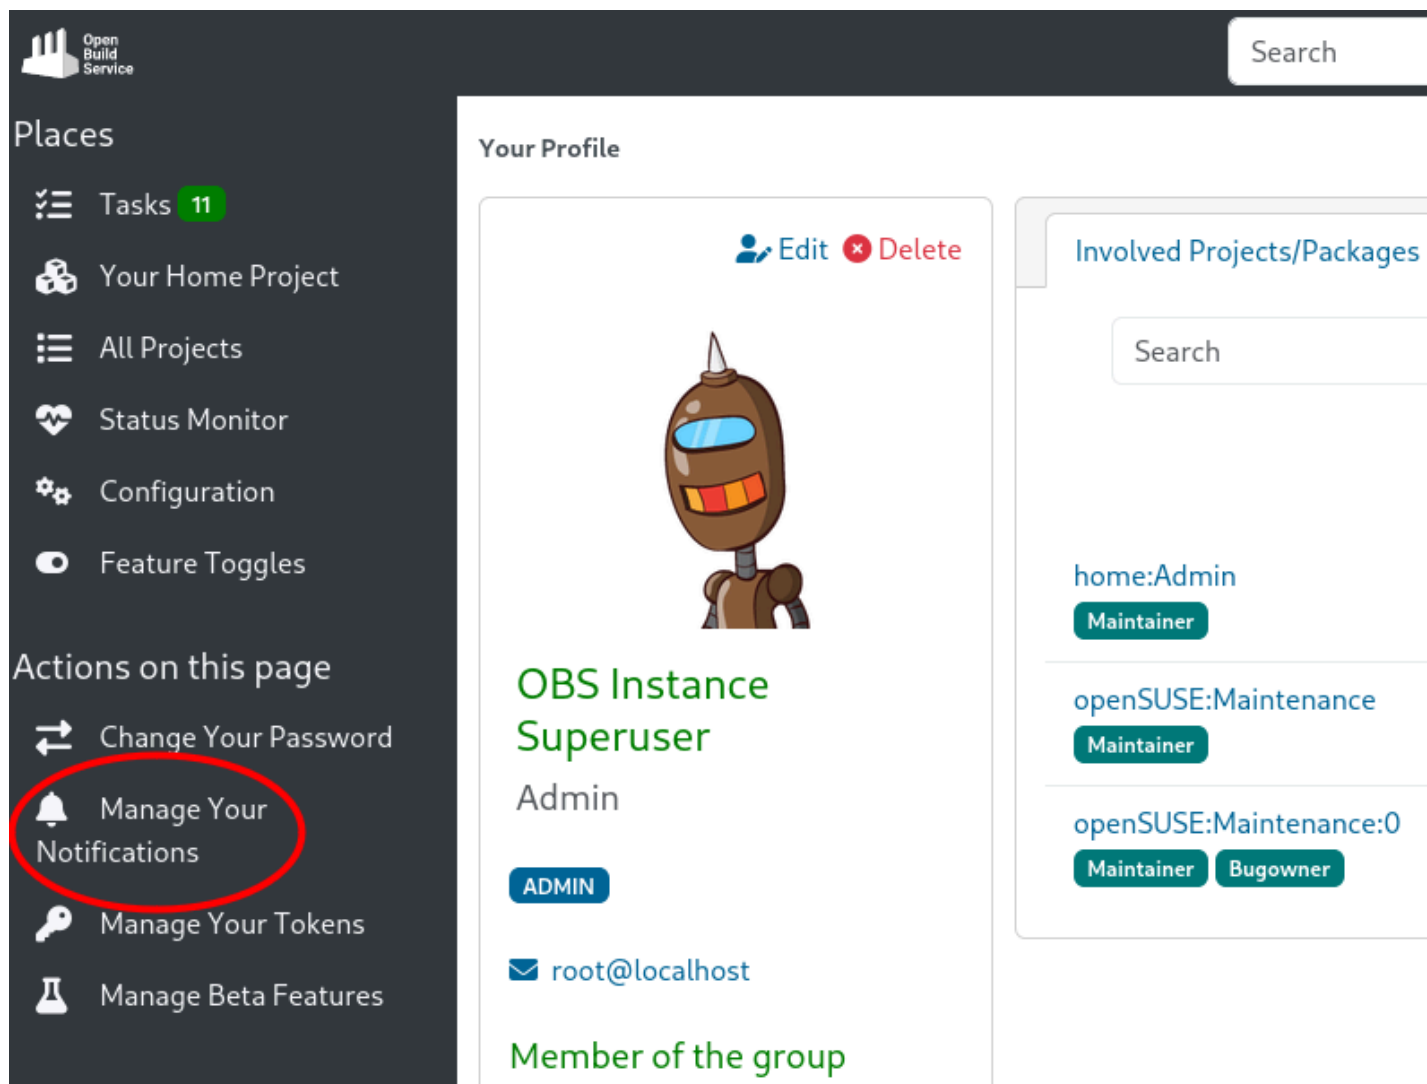 Open
Build
Service
Search
Places
Tasks 11
Your Home Project
All Projects
Status Monitor
Configuration
Feature Toggles
Actions on this page
Change Your Password
Manage Your
Notifications
Manage Your Tokens
Manage Beta Features
Your Profile
Edit Delete
OBS Instance
Superuser
Admin
ADMIN
root@localhost
Member of the group
Involved Projects/Packages
Search
home:Admin
Maintainer
openSUSE:Maintenance
Maintainer
openSUSE:Maintenance:0
Maintainer Bugowner